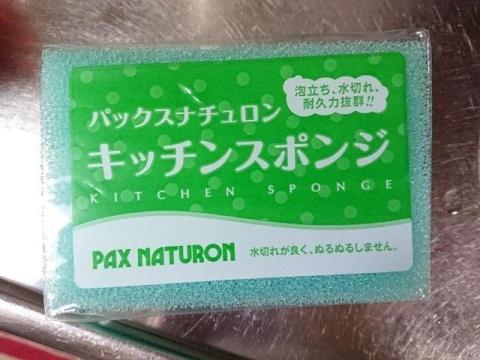 泡立ち、水切れ、
耐久力抜群!!
パックスナチュロン
キッチンスポンジ
KITCHEN SPONGE
PAX NATURON
水切れが良く、ぬるぬるしません。